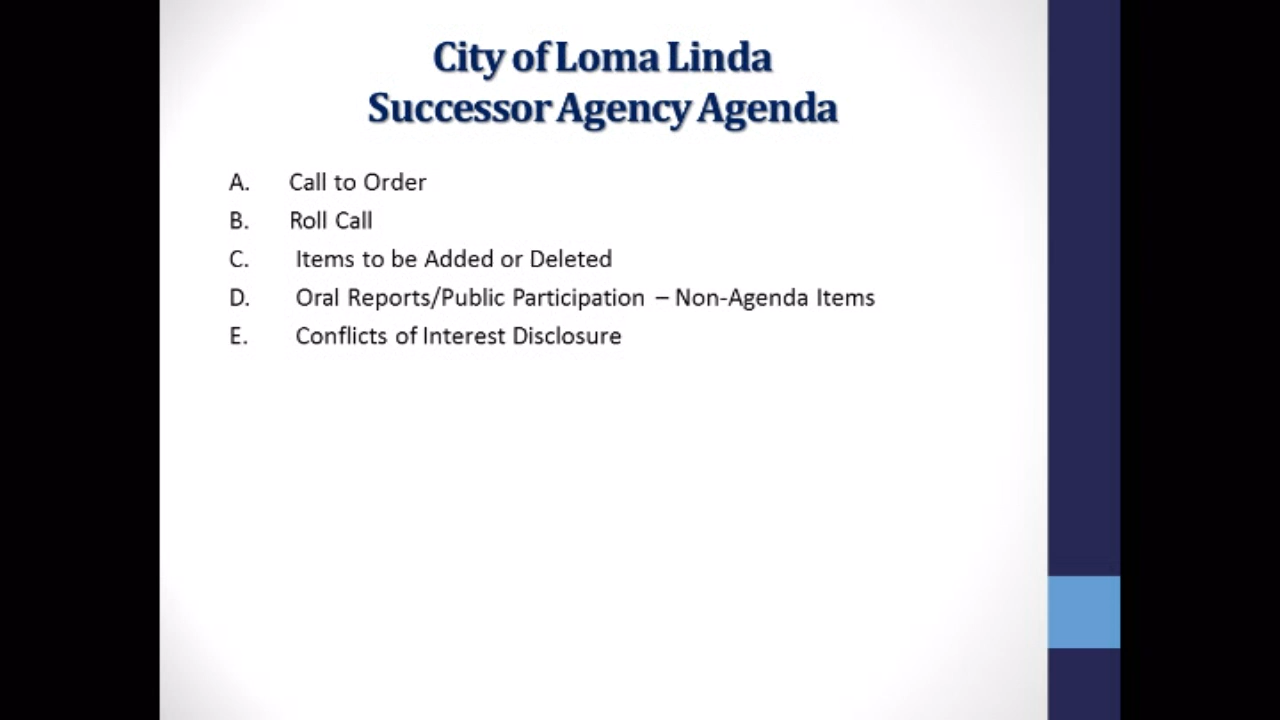 City of Loma Linda
Successor Agency Agenda
A. Call to Order
B. Roll Call
C. Items to be Added or Deleted
D. Oral Reports/Public Participation – Non-Agenda Items
E. Conflicts of Interest Disclosure